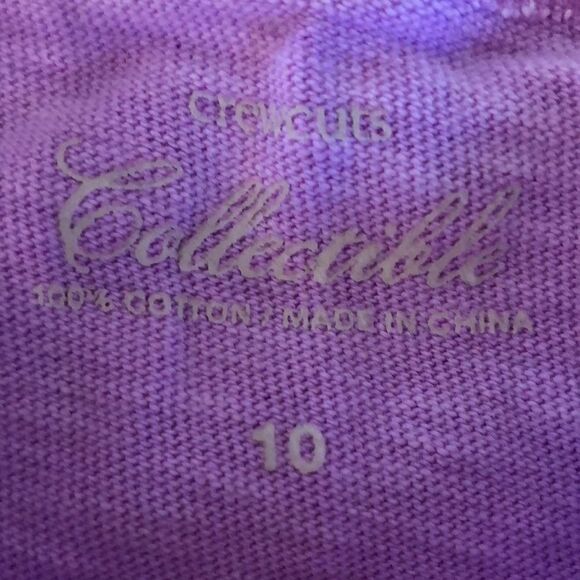 crewcuts
Collectible
100% COTTON / MADE IN CHINA
10